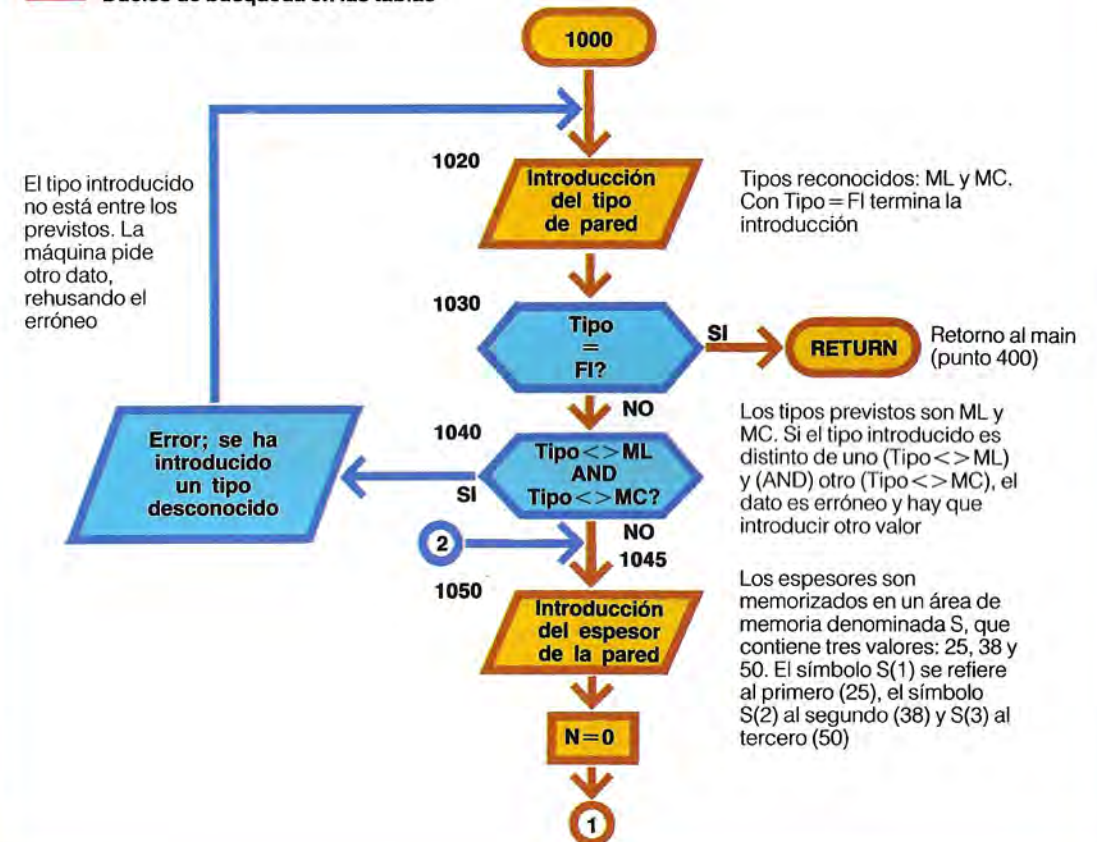 Bucles de búsqueda en las tablas
1000
El tipo introducido
no está entre los
previstos. La
máquina pide
otro dato,
rehusando el
erróneo
1020
Introducción
del tipo
de pared
Tipos reconocidos: ML y MC.
Con Tipo = FI termina la
introducción
1030
Tipo
=
FI?
SI
RETURN
Retorno al main
(punto 400)
NO
Error; se ha
introducido
un tipo
desconocido
1040
Tipo<>ML
AND
Tipo<>MC?
SI
Los tipos previstos son ML y
MC. Si el tipo introducido es
distinto de uno (Tipo<>ML)
y (AND) otro (Tipo<>MC), el
dato es erróneo y hay que
introducir otro valor
2
NO
1045
1050
Introducción
del espesor
de la pared
Los espesores son
memorizados en un área de
memoria denominada S, que
contiene tres valores: 25, 38 y
50. El símbolo S(1) se refiere
al primero (25), el símbolo
S(2) al segundo (38) y S(3) al
tercero (50)
N=0
1